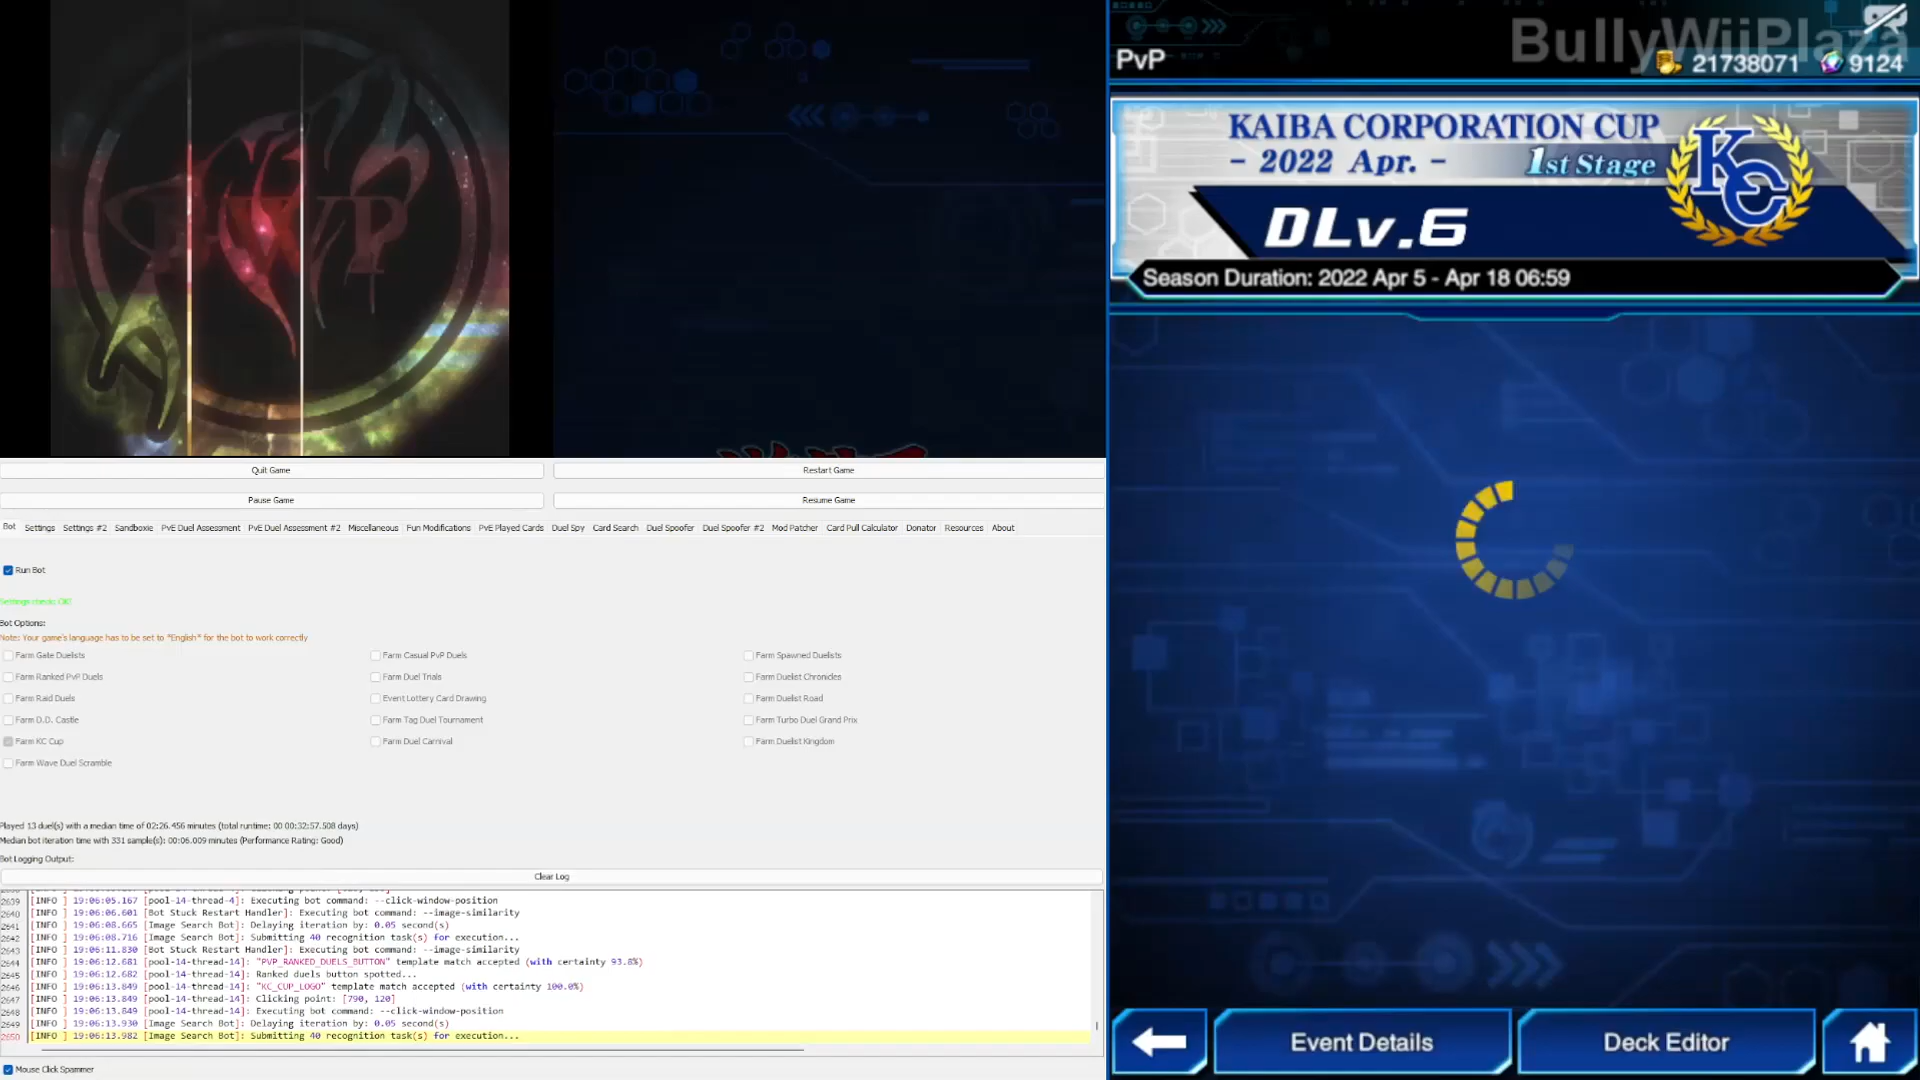 BullyWiiPlaza
PvP
21738071
9124
KAIBA CORPORATION CUP
- 2022 Apr. -
1st Stage
KC
DLv.6
Season Duration: 2022 Apr 5 - Apr 18 06:59
Quit Game
Restart Game
Pause Game
Resume Game
Bot Settings Settings #2 Sandboxie PvE Duel Assessment PvE Duel Assessment #2 Miscellaneous Fun Modifications PvE Played Cards Duel Spy Card Search Duel Spoofer Duel Spoofer #2 Mod Patcher Card Pull Calculator Donator Resources About
Run Bot
Settings check: OK!
Bot Options:
Note: Your game's language has to be set to "English" for the bot to work correctly
Farm Gate Duelists
Farm Casual PvP Duels
Farm Spawned Duelists
Farm Ranked PvP Duels
Farm Duel Trials
Farm Duelist Chronicles
Farm Raid Duels
Event Lottery Card Drawing
Farm Duelist Road
Farm D.D. Castle
Farm Tag Duel Tournament
Farm Turbo Duel Grand Prix
Farm KC Cup
Farm Duel Carnival
Farm Duelist Kingdom
Farm Wave Duel Scramble
Played 13 duel(s) with a median time of 02:26.456 minutes (total runtime: 00 00:32:57.508 days)
Median bot iteration time with 331 sample(s): 00:06.009 minutes (Performance Rating: Good)
Bot Logging Output:
Clear Log
2639 [INFO ] 19:06:05.167 [pool-14-thread-4]: Executing bot command: --click-window-position
2640 [INFO ] 19:06:06.601 [Bot Stuck Restart Handler]: Executing bot command: --image-similarity
2641 [INFO ] 19:06:08.665 [Image Search Bot]: Delaying iteration by: 0.05 second(s)
2642 [INFO ] 19:06:08.716 [Image Search Bot]: Submitting 40 recognition task(s) for execution...
2643 [INFO ] 19:06:11.830 [Bot Stuck Restart Handler]: Executing bot command: --image-similarity
2644 [INFO ] 19:06:12.681 [pool-14-thread-14]: "PVP_RANKED_DUELS_BUTTON" template match accepted (with certainty 93.8%)
2645 [INFO ] 19:06:12.682 [pool-14-thread-14]: Ranked duels button spotted...
2646 [INFO ] 19:06:13.849 [pool-14-thread-14]: "KC_CUP_LOGO" template match accepted (with certainty 100.0%)
2647 [INFO ] 19:06:13.849 [pool-14-thread-14]: Clicking point: [790, 120]
2648 [INFO ] 19:06:13.849 [pool-14-thread-14]: Executing bot command: --click-window-position
2649 [INFO ] 19:06:13.930 [Image Search Bot]: Delaying iteration by: 0.05 second(s)
2650 [INFO ] 19:06:13.982 [Image Search Bot]: Submitting 40 recognition task(s) for execution...
Mouse Click Spammer
Event Details
Deck Editor